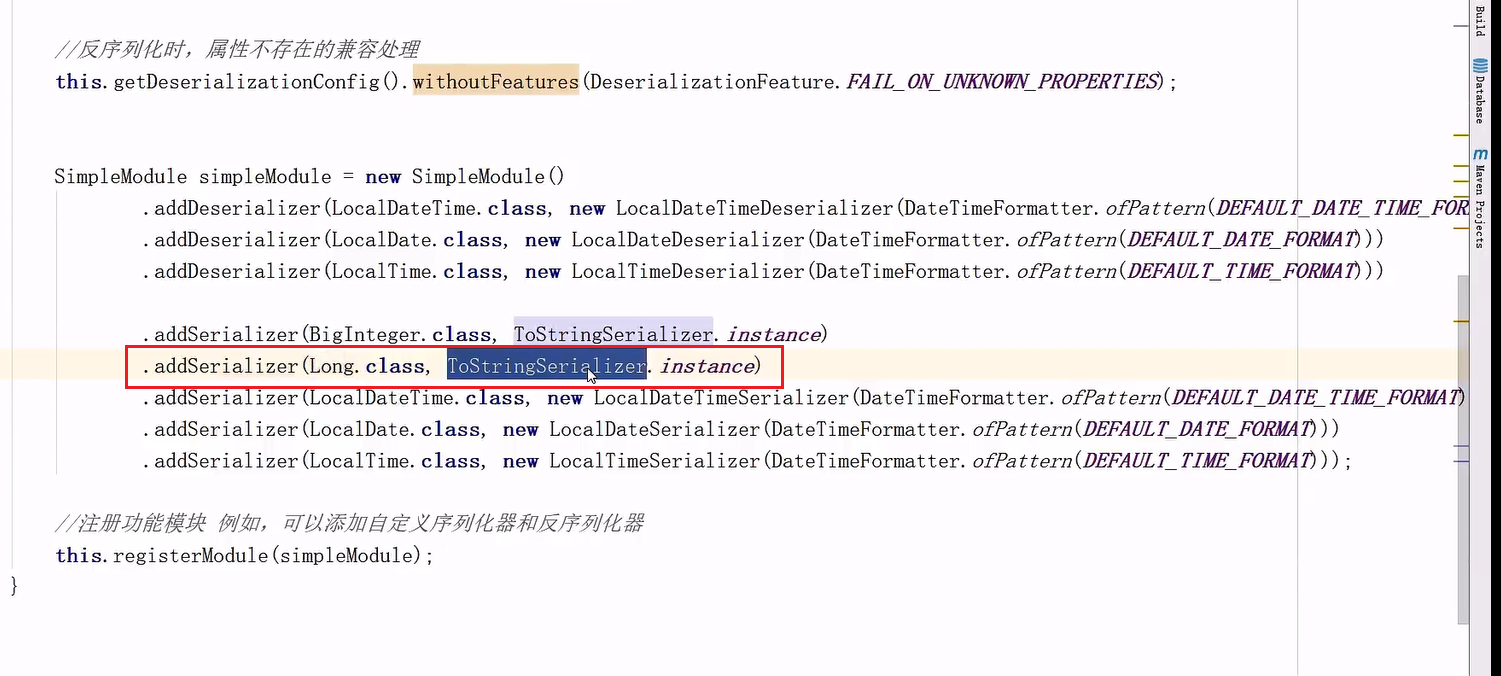 //反序列化时，属性不存在的兼容处理
this.getDeserializationConfig().withoutFeatures(DeserializationFeature.FAIL_ON_UNKNOWN_PROPERTIES);
SimpleModule simpleModule = new SimpleModule()
.addDeserializer(LocalDateTime.class, new LocalDateTimeDeserializer(DateTimeFormatter.ofPattern(DEFAULT_DATE_TIME_FOR
.addDeserializer(LocalDate.class, new LocalDateDeserializer(DateTimeFormatter.ofPattern(DEFAULT_DATE_FORMAT)))
.addDeserializer(LocalTime.class, new LocalTimeDeserializer(DateTimeFormatter.ofPattern(DEFAULT_TIME_FORMAT)))
.addSerializer(BigInteger.class, ToStringSerializer.instance)
.addSerializer(Long.class, ToStringSerializer.instance)
.addSerializer(LocalDateTime.class, new LocalDateTimeSerializer(DateTimeFormatter.ofPattern(DEFAULT_DATE_TIME_FORMAT)
.addSerializer(LocalDate.class, new LocalDateSerializer(DateTimeFormatter.ofPattern(DEFAULT_DATE_FORMAT)))
.addSerializer(LocalTime.class, new LocalTimeSerializer(DateTimeFormatter.ofPattern(DEFAULT_TIME_FORMAT)));
//注册功能模块 例如，可以添加自定义序列化器和反序列化器
this.registerModule(simpleModule);
}
Build
Database
m Maven Projects